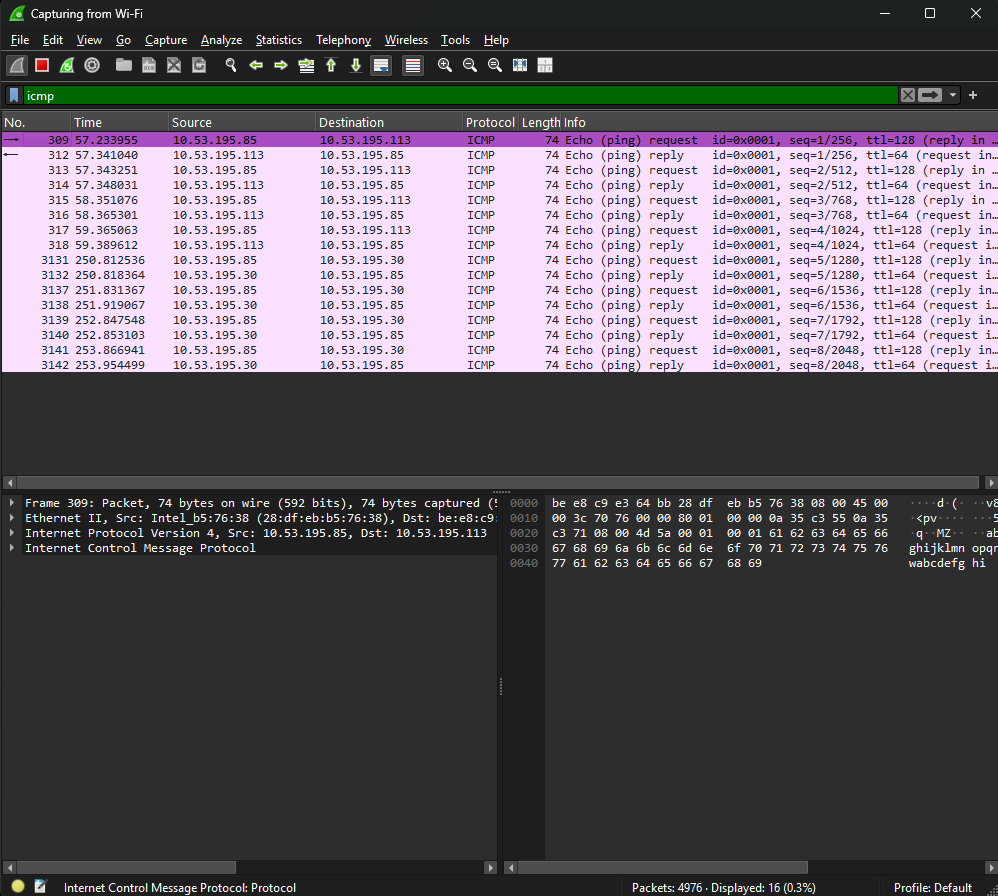 Capturing from Wi-Fi
File Edit View Go Capture Analyze Statistics Telephony Wireless Tools Help
icmp
No. Time Source Destination Protocol Length Info
309 57.233955 10.53.195.85 10.53.195.113 ICMP 74 Echo (ping) request id=0x0001, seq=1/256, ttl=128 (reply in …
312 57.341040 10.53.195.113 10.53.195.85 ICMP 74 Echo (ping) reply id=0x0001, seq=1/256, ttl=64 (request in…
313 57.343251 10.53.195.85 10.53.195.113 ICMP 74 Echo (ping) request id=0x0001, seq=2/512, ttl=128 (reply in …
314 57.348031 10.53.195.113 10.53.195.85 ICMP 74 Echo (ping) reply id=0x0001, seq=2/512, ttl=64 (request in…
315 58.351076 10.53.195.85 10.53.195.113 ICMP 74 Echo (ping) request id=0x0001, seq=3/768, ttl=128 (reply in …
316 58.365301 10.53.195.113 10.53.195.85 ICMP 74 Echo (ping) reply id=0x0001, seq=3/768, ttl=64 (request in…
317 59.365063 10.53.195.85 10.53.195.113 ICMP 74 Echo (ping) request id=0x0001, seq=4/1024, ttl=128 (reply in…
318 59.389612 10.53.195.113 10.53.195.85 ICMP 74 Echo (ping) reply id=0x0001, seq=4/1024, ttl=64 (request i…
3131 250.812536 10.53.195.85 10.53.195.30 ICMP 74 Echo (ping) request id=0x0001, seq=5/1280, ttl=128 (reply in…
3132 250.818364 10.53.195.30 10.53.195.85 ICMP 74 Echo (ping) reply id=0x0001, seq=5/1280, ttl=64 (request i…
3137 251.831367 10.53.195.85 10.53.195.30 ICMP 74 Echo (ping) request id=0x0001, seq=6/1536, ttl=128 (reply in…
3138 251.919067 10.53.195.30 10.53.195.85 ICMP 74 Echo (ping) reply id=0x0001, seq=6/1536, ttl=64 (request i…
3139 252.847548 10.53.195.85 10.53.195.30 ICMP 74 Echo (ping) request id=0x0001, seq=7/1792, ttl=128 (reply in…
3140 252.853103 10.53.195.30 10.53.195.85 ICMP 74 Echo (ping) reply id=0x0001, seq=7/1792, ttl=64 (request i…
3141 253.866941 10.53.195.85 10.53.195.30 ICMP 74 Echo (ping) request id=0x0001, seq=8/2048, ttl=128 (reply in…
3142 253.954499 10.53.195.30 10.53.195.85 ICMP 74 Echo (ping) reply id=0x0001, seq=8/2048, ttl=64 (request i…
Frame 309: Packet, 74 bytes on wire (592 bits), 74 bytes captured (5
Ethernet II, Src: Intel_b5:76:38 (28:df:eb:b5:76:38), Dst: be:e8:c9:
Internet Protocol Version 4, Src: 10.53.195.85, Dst: 10.53.195.113
Internet Control Message Protocol
0000 be e8 c9 e3 64 bb 28 df eb b5 76 38 08 00 45 00 ····d·(· ··v8
0010 00 3c 70 76 00 00 80 01 00 00 0a 35 c3 55 0a 35 ·<pv···· ···5
0020 c3 71 08 00 4d 5a 00 01 00 01 61 62 63 64 65 66 ·q··MZ·· ··ab
0030 67 68 69 6a 6b 6c 6d 6e 6f 70 71 72 73 74 75 76 ghijklmn opqr
0040 77 61 62 63 64 65 66 67 68 69 wabcdefg hi
Internet Control Message Protocol: Protocol
Packets: 4976 · Displayed: 16 (0.3%)
Profile: Default